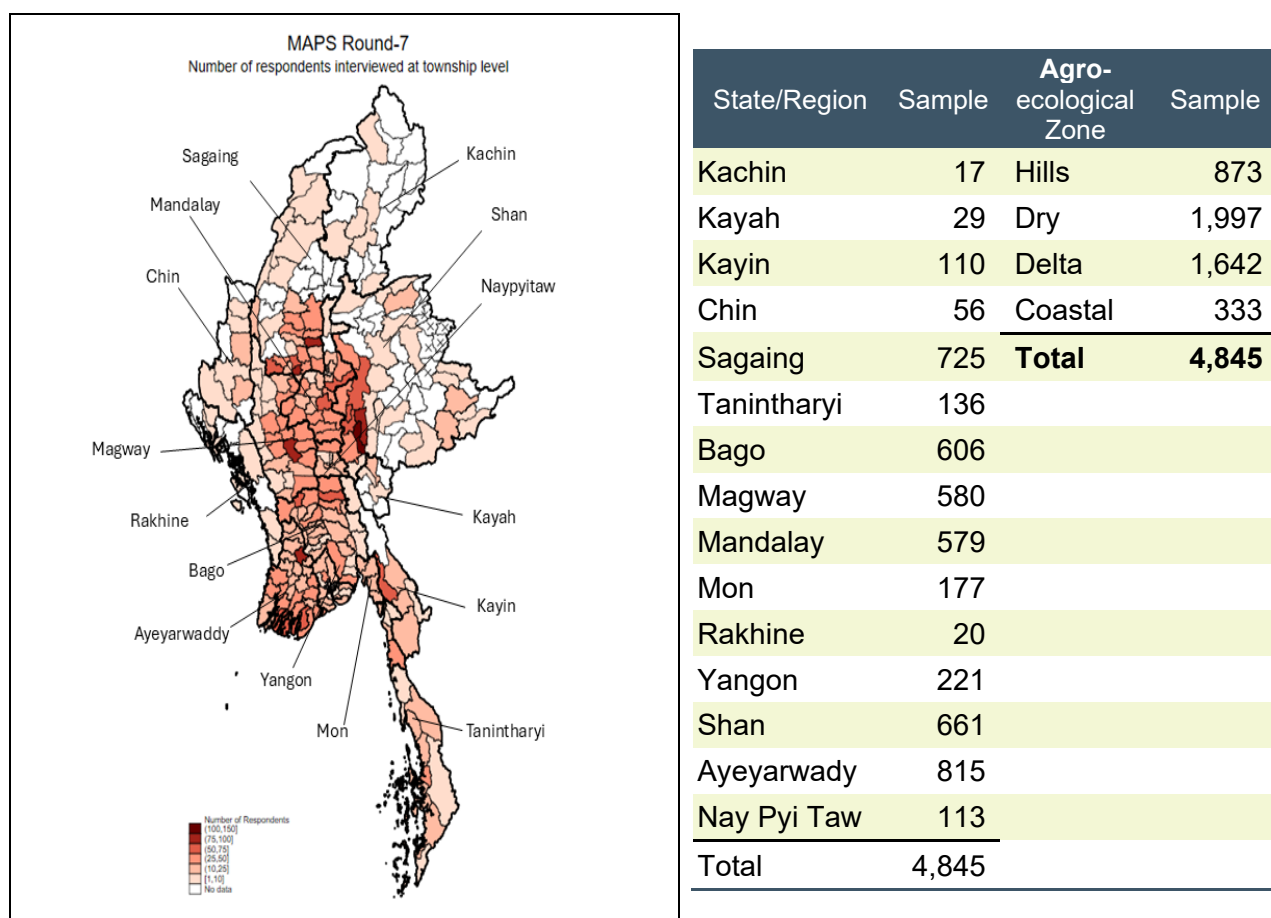 MAPS Round-7
Number of respondents interviewed at township level
Sagaing
Kachin
Mandalay
Shan
Chin
Naypyitaw
Magway
Rakhine
Kayah
Bago
Kayin
Ayeyarwaddy
Yangon
Mon
Tanintharyi
Number of Respondents
(100,150]
(75,100]
(50,75]
(25,50]
(10,25]
[1,10]
No data
State/Region Sample Agro-ecological Zone Sample
Kachin 17 Hills 873
Kayah 29 Dry 1,997
Kayin 110 Delta 1,642
Chin 56 Coastal 333
Sagaing 725 Total 4,845
Tanintharyi 136
Bago 606
Magway 580
Mandalay 579
Mon 177
Rakhine 20
Yangon 221
Shan 661
Ayeyarwady 815
Nay Pyi Taw 113
Total 4,845